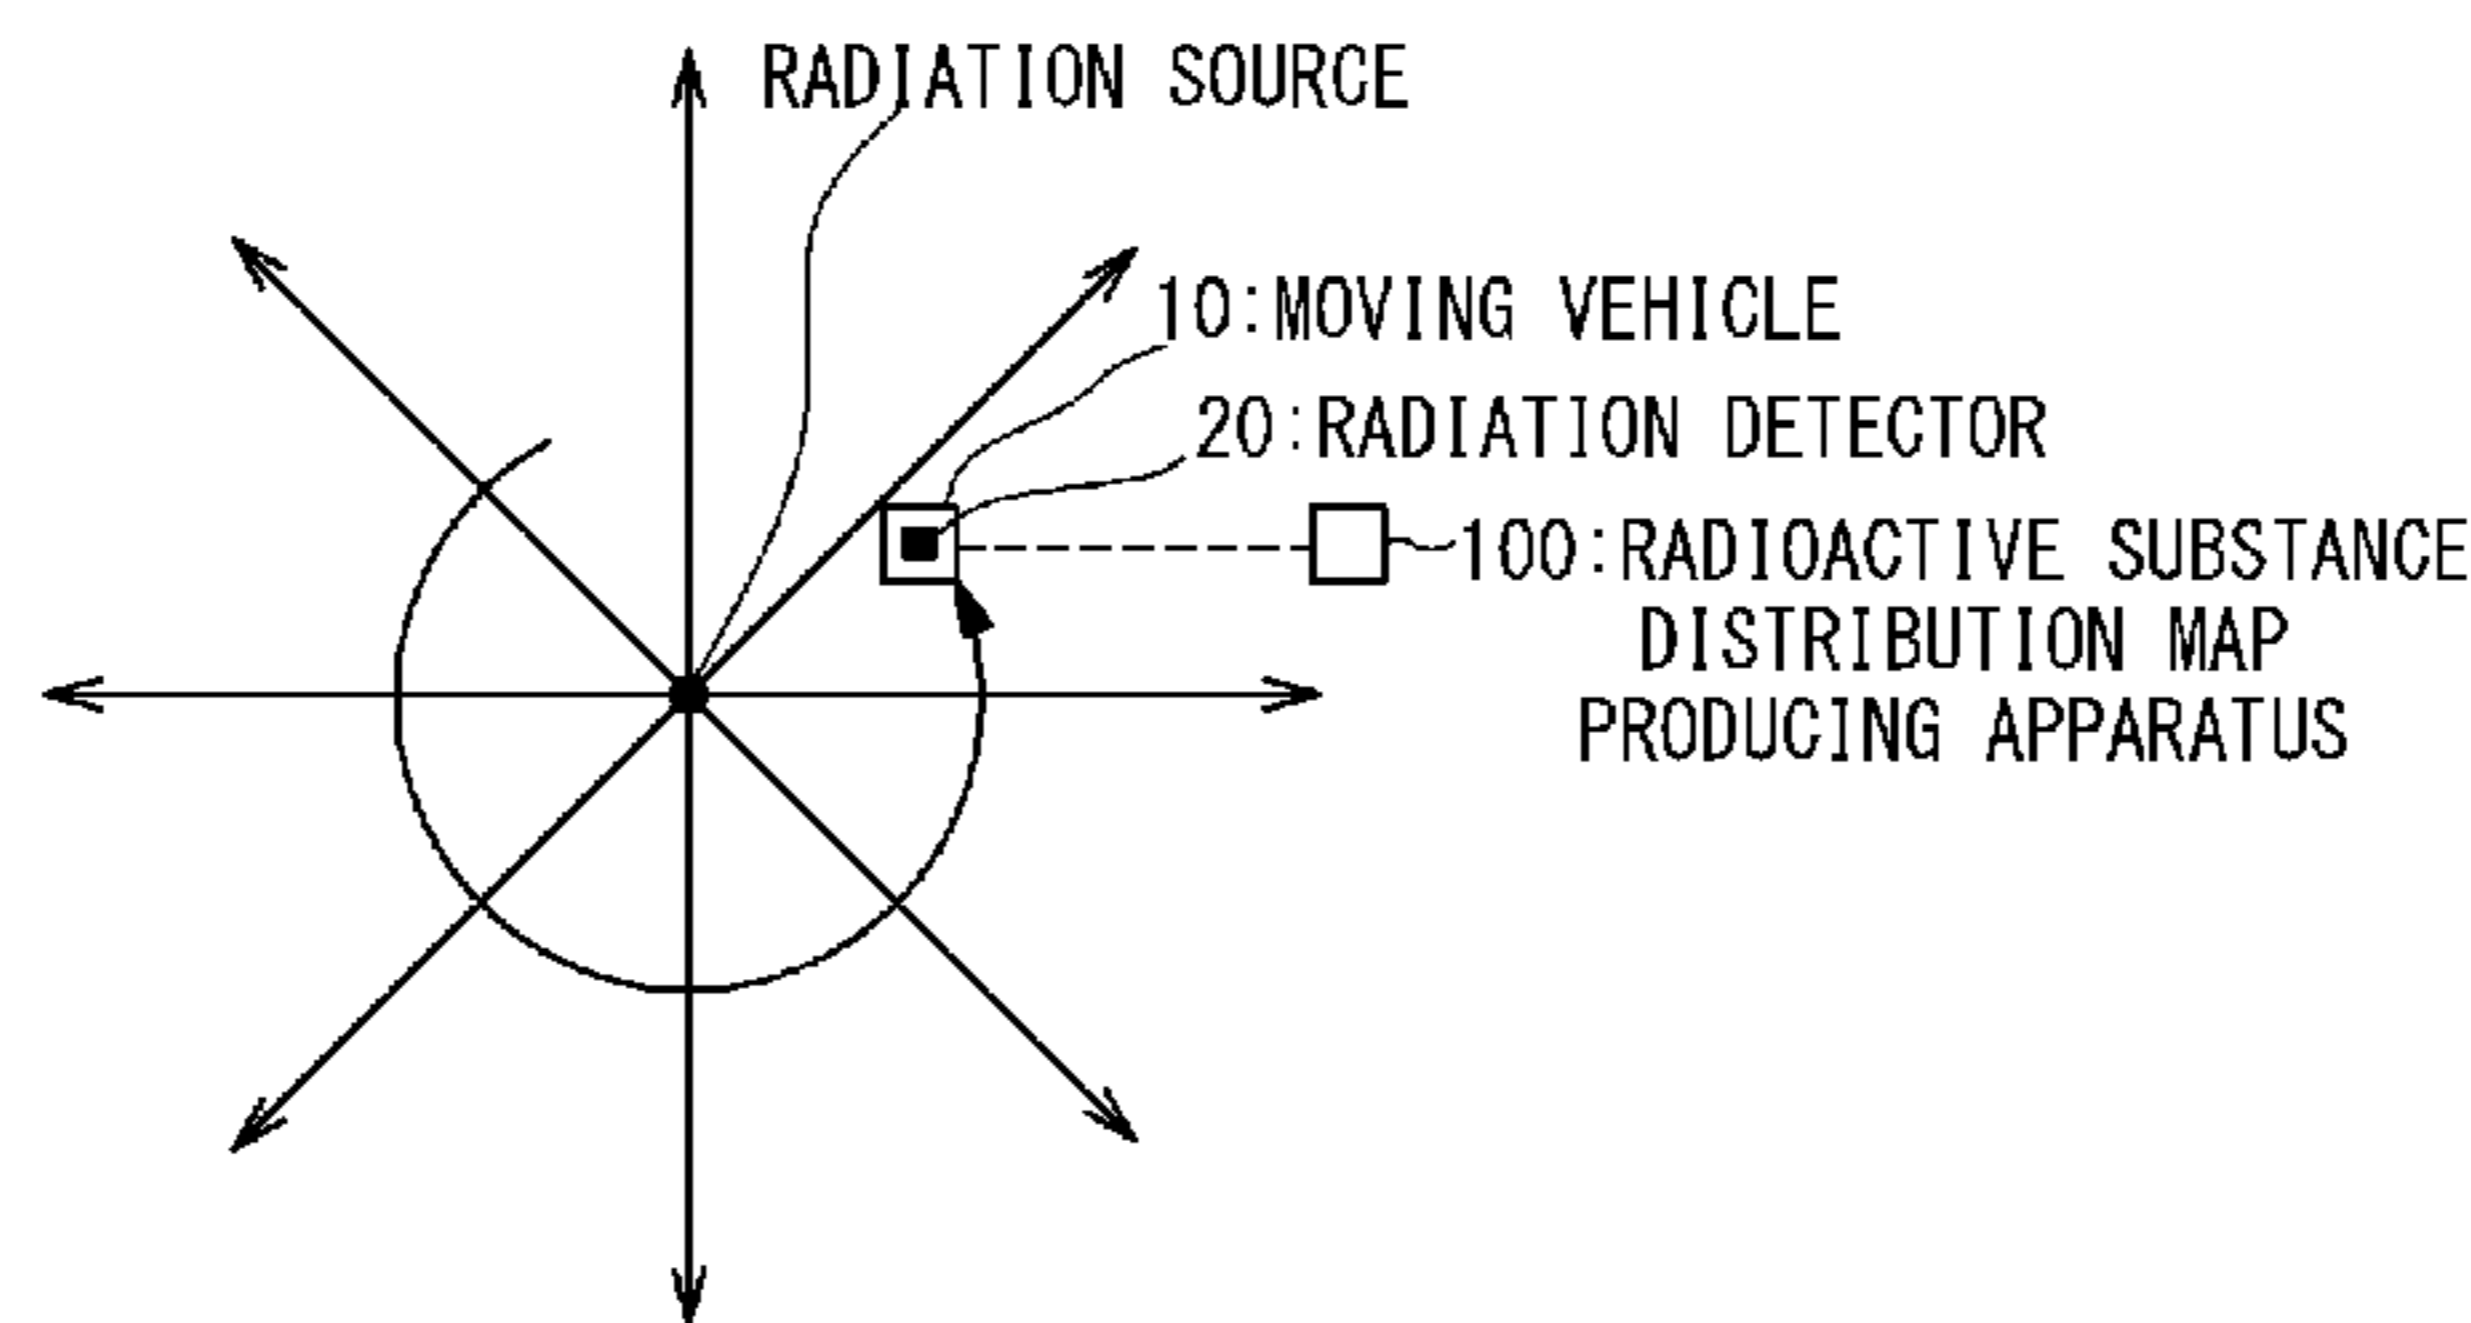 RADIATION SOURCE
10:MOVING VEHICLE
20:RADIATION DETECTOR
100:RADIOACTIVE SUBSTANCE
DISTRIBUTION MAP
PRODUCING APPARATUS